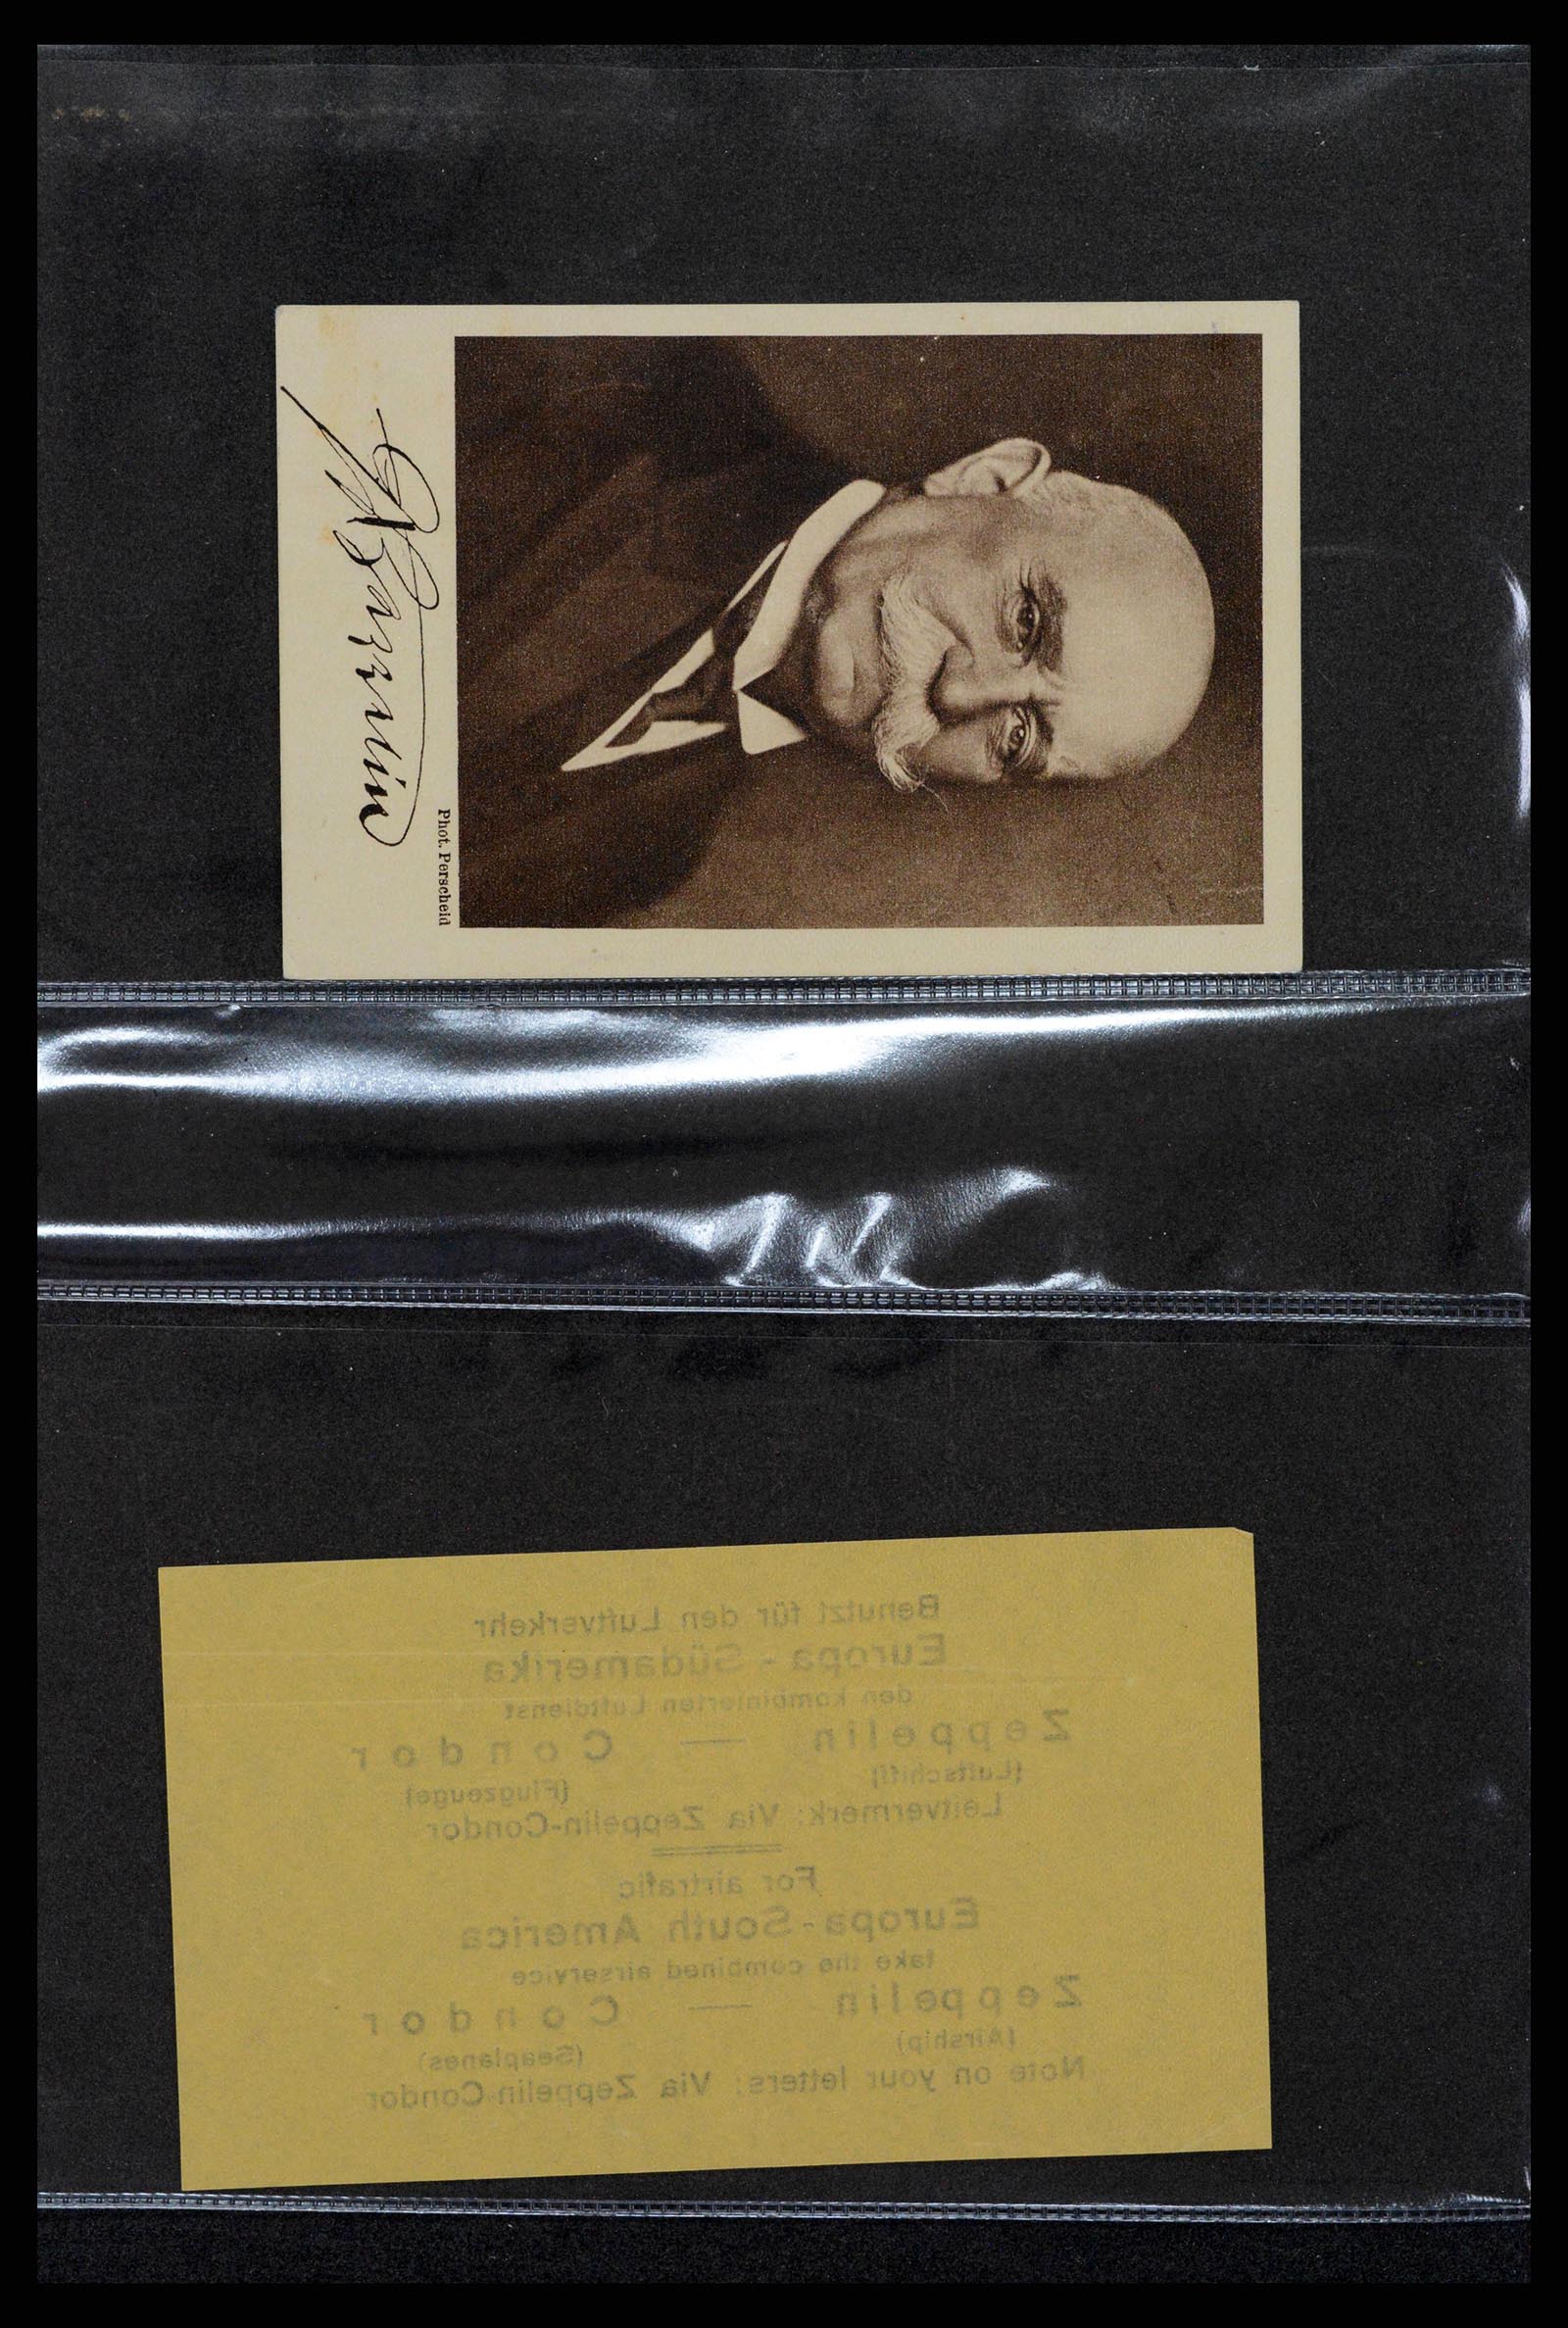 Zeppelin
Phot. Perscheid
Benutzt für den Luftverkehr
Europa - Südamerika
den kombinierten Luftdienst
Zeppelin — Condor
(Luftschiff) (Flugzeuge)
Leitvermerk: Via Zeppelin-Condor
For airtrafic
Europa - South America
take the combined airservice
Zeppelin — Condor
(Airship) (Seaplanes)
Note on your letters: Via Zeppelin-Condor